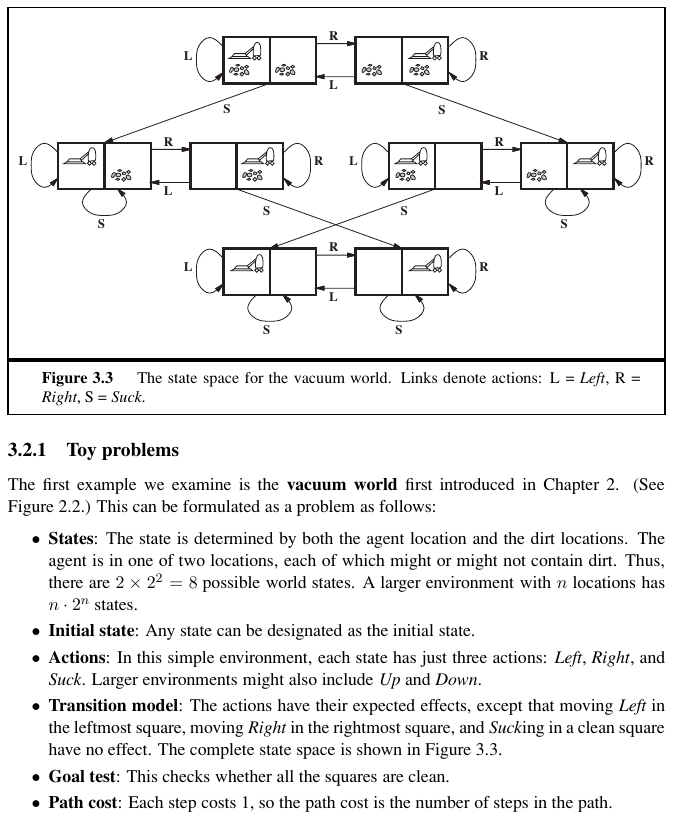 R
L
R
L
S
S
R
R
L
R
L
R
L
L
S
S
S
S
R
L
R
L
S
S
Figure 3.3 The state space for the vacuum world. Links denote actions: L = Left, R =
Right, S = Suck.
3.2.1 Toy problems
The first example we examine is the vacuum world first introduced in Chapter 2. (See
Figure 2.2.) This can be formulated as a problem as follows:
• States: The state is determined by both the agent location and the dirt locations. The
agent is in one of two locations, each of which might or might not contain dirt. Thus,
there are 2 × 2² = 8 possible world states. A larger environment with n locations has
n · 2ⁿ states.
• Initial state: Any state can be designated as the initial state.
• Actions: In this simple environment, each state has just three actions: Left, Right, and
Suck. Larger environments might also include Up and Down.
• Transition model: The actions have their expected effects, except that moving Left in
the leftmost square, moving Right in the rightmost square, and Sucking in a clean square
have no effect. The complete state space is shown in Figure 3.3.
• Goal test: This checks whether all the squares are clean.
• Path cost: Each step costs 1, so the path cost is the number of steps in the path.